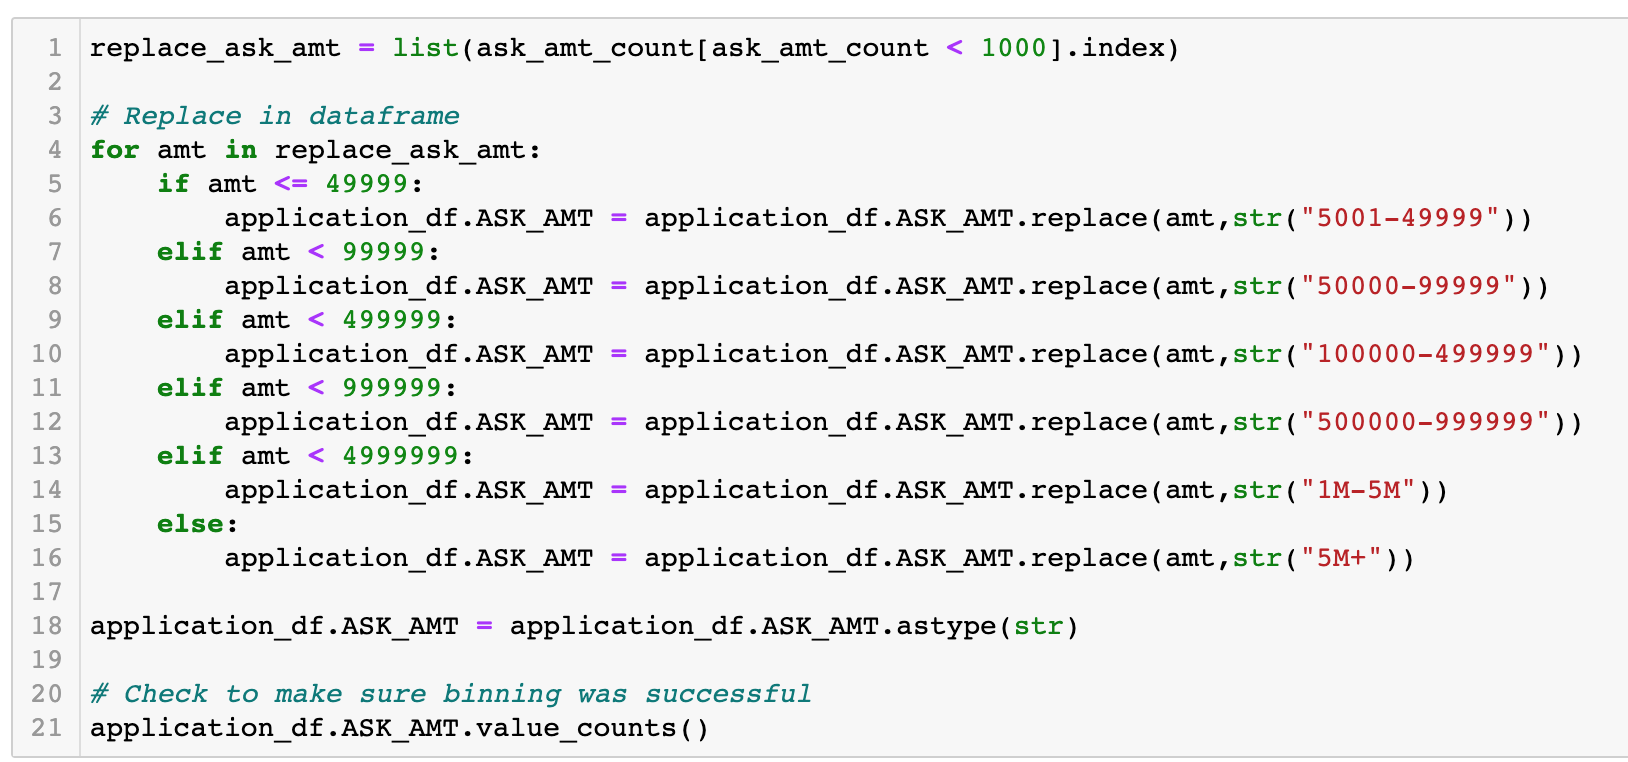 1 replace_ask_amt = list(ask_amt_count[ask_amt_count < 1000].index)
2
3 # Replace in dataframe
4 for amt in replace_ask_amt:
5     if amt <= 49999:
6         application_df.ASK_AMT = application_df.ASK_AMT.replace(amt,str("5001-49999"))
7     elif amt < 99999:
8         application_df.ASK_AMT = application_df.ASK_AMT.replace(amt,str("50000-99999"))
9     elif amt < 499999:
10         application_df.ASK_AMT = application_df.ASK_AMT.replace(amt,str("100000-499999"))
11     elif amt < 999999:
12         application_df.ASK_AMT = application_df.ASK_AMT.replace(amt,str("500000-999999"))
13     elif amt < 4999999:
14         application_df.ASK_AMT = application_df.ASK_AMT.replace(amt,str("1M-5M"))
15     else:
16         application_df.ASK_AMT = application_df.ASK_AMT.replace(amt,str("5M+"))
17
18 application_df.ASK_AMT = application_df.ASK_AMT.astype(str)
19
20 # Check to make sure binning was successful
21 application_df.ASK_AMT.value_counts()